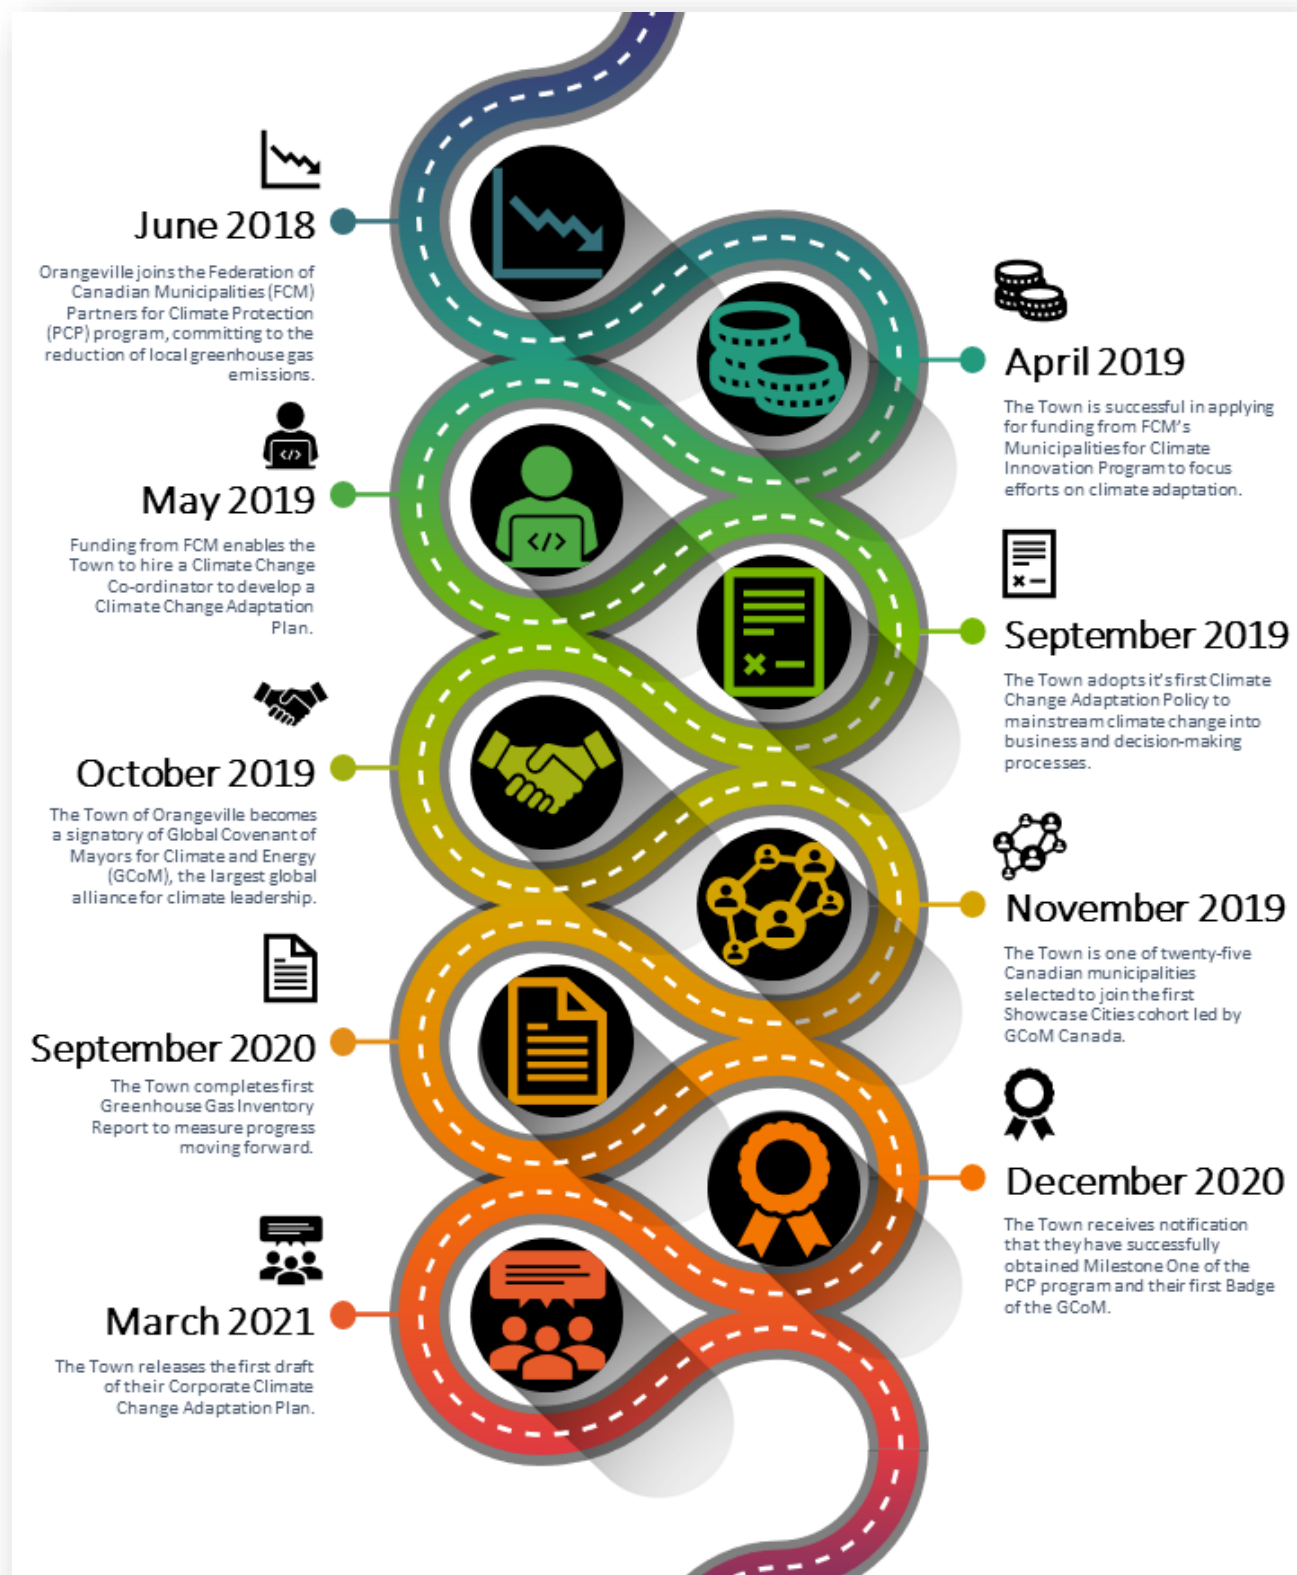 June 2018
Orangeville joins the Federation of
Canadian Municipalities (FCM)
Partners for Climate Protection
(PCP) program, committing to the
reduction of local greenhouse gas
emissions.
April 2019
The Town is successful in applying
for funding from FCM's
Municipalities for Climate
Innovation Program to focus
efforts on climate adaptation.
</>
</>
May 2019
Funding from FCM enables the
Town to hire a Climate Change
Co-ordinator to develop a
Climate Change Adaptation
Plan.
September 2019
The Town adopts it's first Climate
Change Adaptation Policy to
mainstream climate change into
business and decision-making
processes.
October 2019
The Town of Orangeville becomes
a signatory of Global Covenant of
Mayors for Climate and Energy
(GCoM), the largest global
alliance for climate leadership.
November 2019
The Town is one of twenty-five
Canadian municipalities
selected to join the first
Showcase Cities cohort led by
GCoM Canada.
September 2020
The Town completes first
Greenhouse Gas Inventory
Report to measure progress
moving forward.
December 2020
The Town receives notification
that they have successfully
obtained Milestone One of the
PCP program and their first Badge
of the GCoM.
March 2021
The Town releases the first draft
of their Corporate Climate
Change Adaptation Plan.